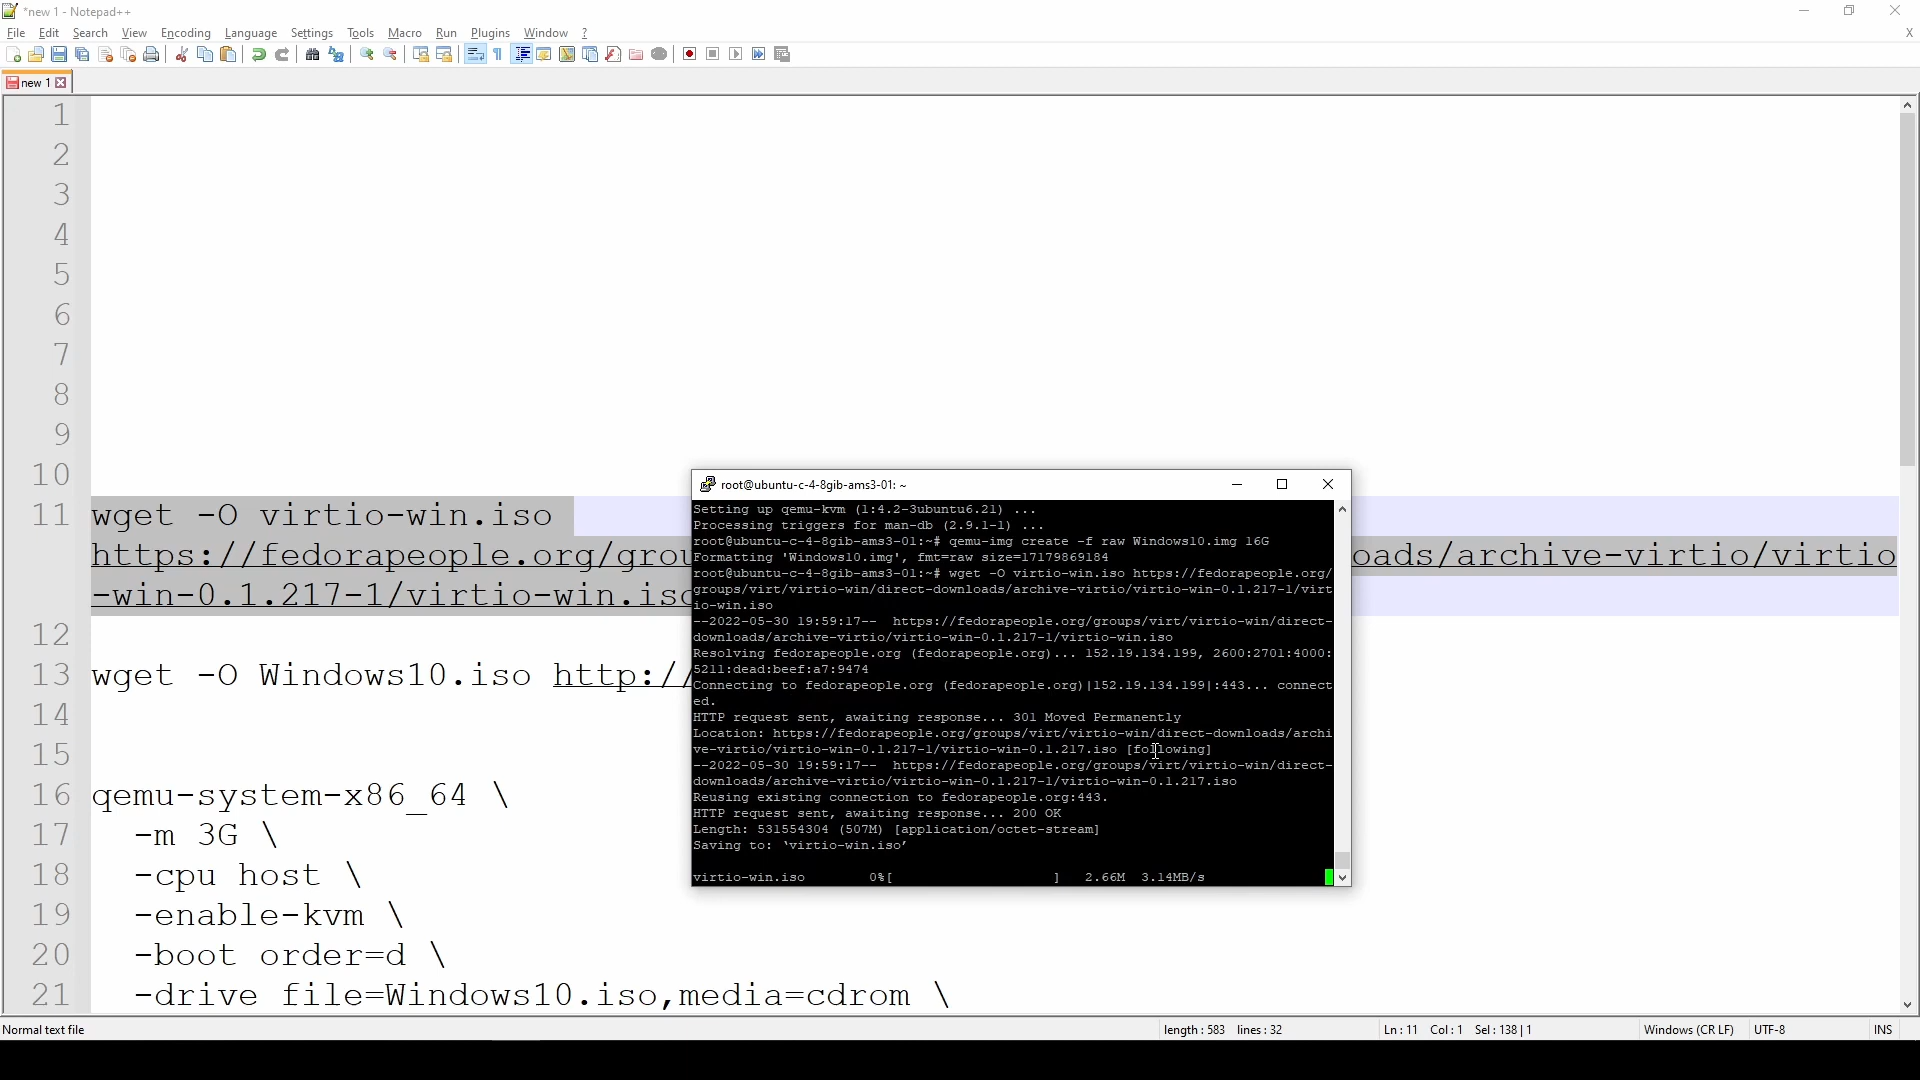 *new 1 - Notepad++
File Edit Search View Encoding Language Settings Tools Macro Run Plugins Window ? X
new 1
1
2
3
4
5
6
7
8
9
10
11 wget -O virtio-win.iso
https://fedorapeople.org/grou oads/archive-virtio/virtio
-win-0.1.217-1/virtio-win.iso
12
13 wget -O Windows10.iso http://
14
15
16 qemu-system-x86_64 \
17 -m 3G \
18 -cpu host \
19 -enable-kvm \
20 -boot order=d \
21 -drive file=Windows10.iso,media=cdrom \
root@ubuntu-c-4-8gib-ams3-01: ~
Setting up qemu-kvm (1:4.2-3ubuntu6.21) ...
Processing triggers for man-db (2.9.1-1) ...
root@ubuntu-c-4-8gib-ams3-01:~# qemu-img create -f raw Windows10.img 16G
Formatting 'Windows10.img', fmt=raw size=17179869184
root@ubuntu-c-4-8gib-ams3-01:~# wget -O virtio-win.iso https://fedorapeople.org/
groups/virt/virtio-win/direct-downloads/archive-virtio/virtio-win-0.1.217-1/virt
io-win.iso
--2022-05-30 19:59:17-- https://fedorapeople.org/groups/virt/virtio-win/direct-
downloads/archive-virtio/virtio-win-0.1.217-1/virtio-win.iso
Resolving fedorapeople.org (fedorapeople.org)... 152.19.134.199, 2600:2701:4000:
5211:dead:beef:a7:9474
Connecting to fedorapeople.org (fedorapeople.org)|152.19.134.199|:443... connect
ed.
HTTP request sent, awaiting response... 301 Moved Permanently
Location: https://fedorapeople.org/groups/virt/virtio-win/direct-downloads/archi
ve-virtio/virtio-win-0.1.217-1/virtio-win-0.1.217.iso [following]
--2022-05-30 19:59:17-- https://fedorapeople.org/groups/virt/virtio-win/direct-
downloads/archive-virtio/virtio-win-0.1.217-1/virtio-win-0.1.217.iso
Reusing existing connection to fedorapeople.org:443.
HTTP request sent, awaiting response... 200 OK
Length: 531554304 (507M) [application/octet-stream]
Saving to: ‘virtio-win.iso’
virtio-win.iso 0%[ ] 2.66M 3.14MB/s
Normal text file length : 583 lines : 32 Ln : 11 Col : 1 Sel : 138 | 1 Windows (CR LF) UTF-8 INS